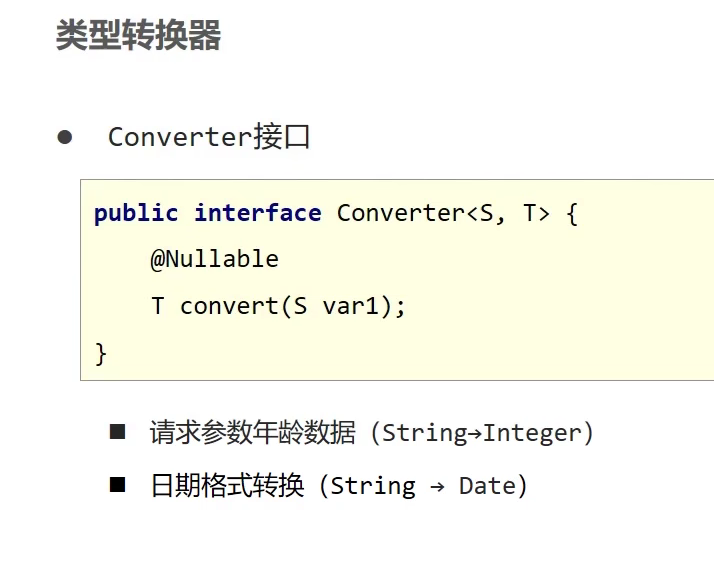 类型转换器
● Converter接口
public interface Converter<S, T> {
    @Nullable
    T convert(S var1);
}
■ 请求参数年龄数据（String→Integer）
■ 日期格式转换（String → Date）